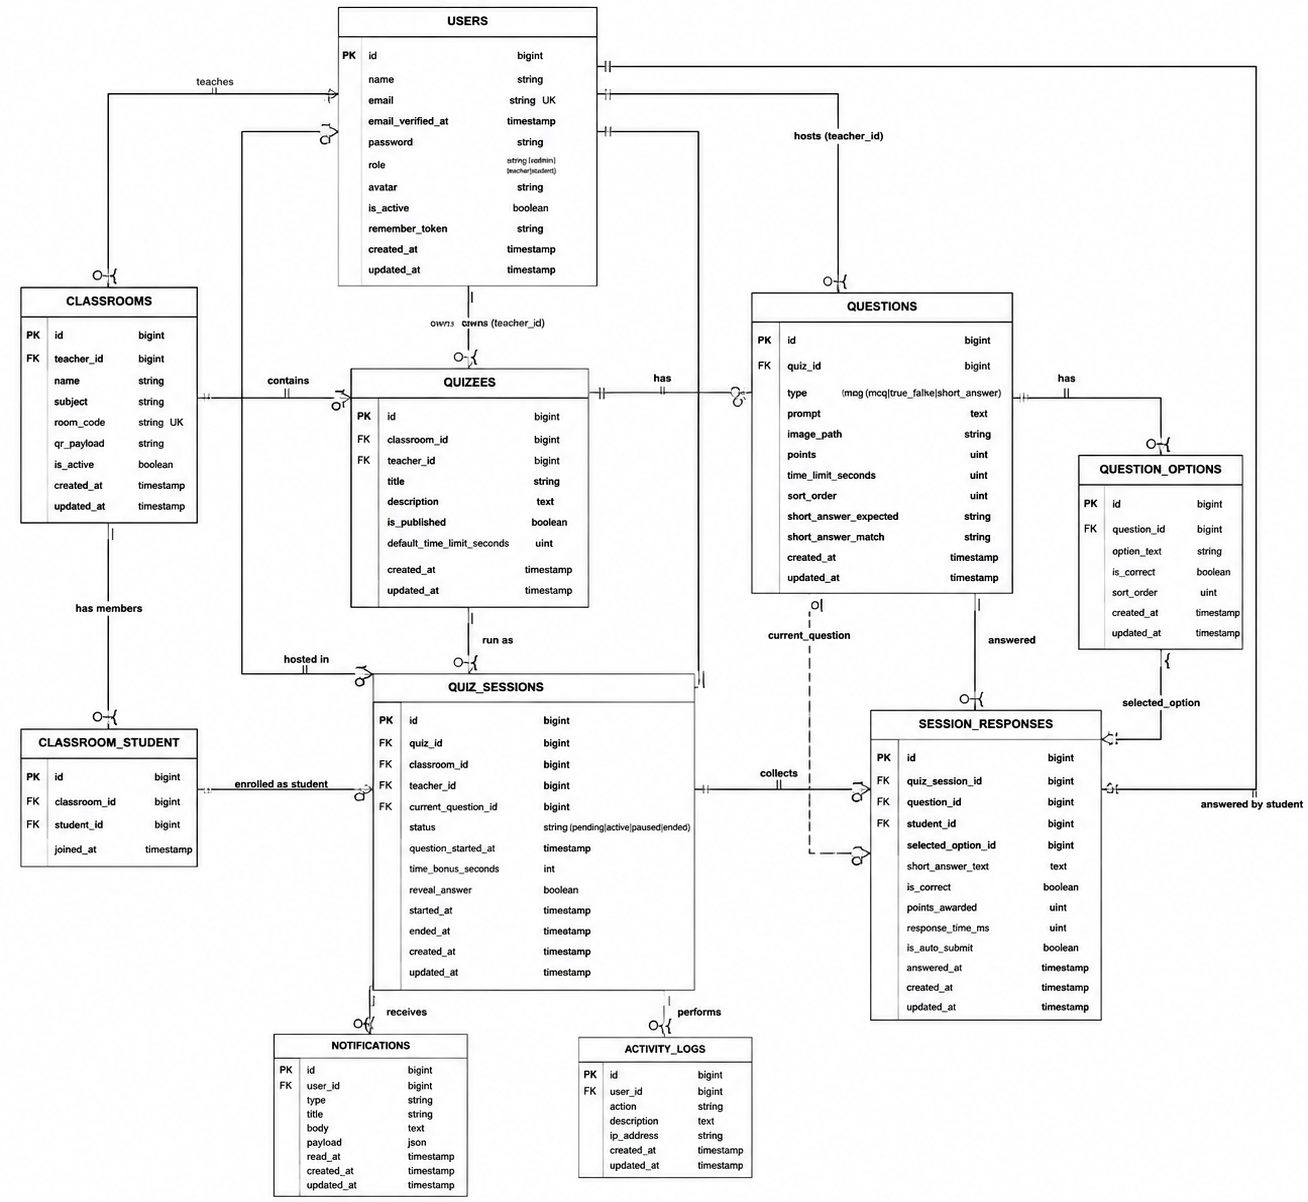 USERS
PK id bigint
name string
email string UK
email_verified_at timestamp
password string
role
avatar string
is_active boolean
remember_token string
created_at timestamp
updated_at timestamp
teaches
hosts (teacher_id)
owns (teacher_id)
CLASSROOMS
PK id bigint
FK teacher_id bigint
name string
subject string
room_code string UK
qr_payload string
is_active boolean
created_at timestamp
updated_at timestamp
contains
QUIZEES
PK id bigint
FK classroom_id bigint
FK teacher_id bigint
title string
description text
is_published boolean
default_time_limit_seconds uint
created_at timestamp
updated_at timestamp
has
QUESTIONS
PK id bigint
FK quiz_id bigint
type (mcq|true_false|short_answer)
prompt text
image_path string
points uint
time_limit_seconds uint
sort_order uint
short_answer_expected string
short_answer_match string
created_at timestamp
updated_at timestamp
has
QUESTION_OPTIONS
PK id bigint
FK question_id bigint
option_text string
is_correct boolean
sort_order uint
created_at timestamp
updated_at timestamp
has members
run as
hosted in
current_question
answered
selected_option
CLASSROOM_STUDENT
PK id bigint
FK classroom_id bigint
FK student_id bigint
joined_at timestamp
enrolled as student
QUIZ_SESSIONS
PK id bigint
FK quiz_id bigint
FK classroom_id bigint
FK teacher_id bigint
FK current_question_id bigint
status string (pending|active|paused|ended)
question_started_at timestamp
time_bonus_seconds int
reveal_answer boolean
started_at timestamp
ended_at timestamp
created_at timestamp
updated_at timestamp
collects
SESSION_RESPONSES
PK id bigint
FK quiz_session_id bigint
FK question_id bigint
FK student_id bigint
selected_option_id bigint
short_answer_text text
is_correct boolean
points_awarded uint
response_time_ms uint
is_auto_submit boolean
answered_at timestamp
created_at timestamp
updated_at timestamp
answered by student
receives
performs
NOTIFICATIONS
PK id bigint
FK user_id bigint
type string
title string
body text
payload json
read_at timestamp
created_at timestamp
updated_at timestamp
ACTIVITY_LOGS
PK id bigint
FK user_id bigint
action string
description text
ip_address string
created_at timestamp
updated_at timestamp